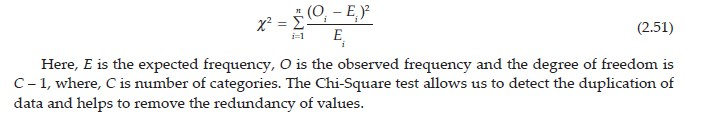 χ² = Σ^n_{i=1} (O_i – E_i)² / E_i (2.51)
Here, E is the expected frequency, O is the observed frequency and the degree of freedom is
C – 1, where, C is number of categories. The Chi-Square test allows us to detect the duplication of
data and helps to remove the redundancy of values.